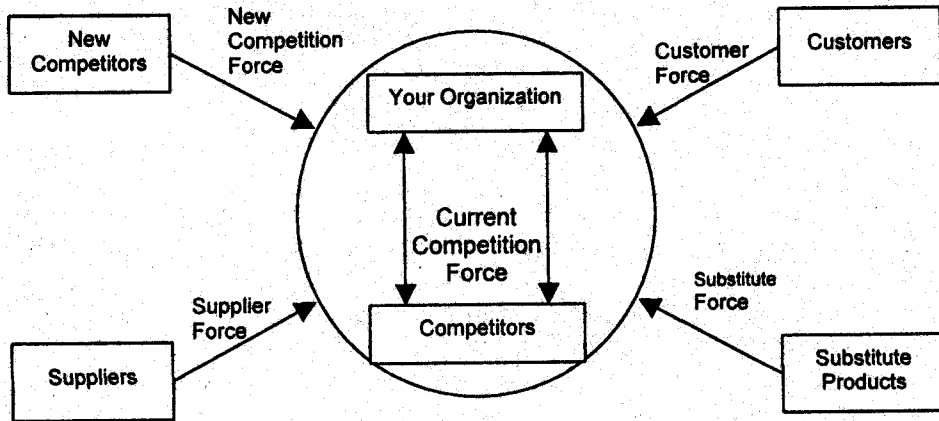 New
Competitors
New
Competition
Force
Your Organization
Customer
Force
Customers
Current
Competition
Force
Supplier
Force
Suppliers
Competitors
Substitute
Force
Substitute
Products